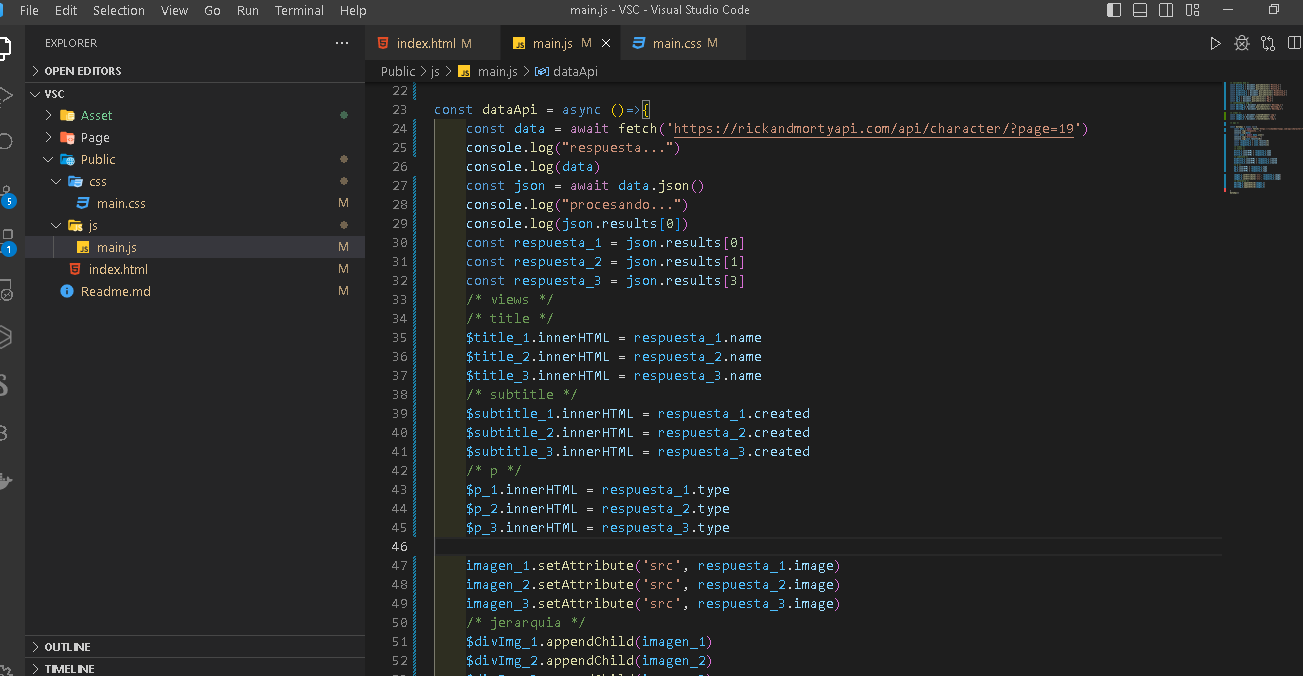 File Edit Selection View Go Run Terminal Help main.js - VSC - Visual Studio Code
EXPLORER ...
OPEN EDITORS
VSC
Asset
Page
Public
css
main.css M
js
main.js M
index.html M
Readme.md M
OUTLINE
TIMELINE
5
1
index.html M main.js M main.css M
Public > js > main.js > dataApi
22
23 const dataApi = async ()=>{
24 const data = await fetch('https://rickandmortyapi.com/api/character/?page=19')
25 console.log("respuesta...")
26 console.log(data)
27 const json = await data.json()
28 console.log("procesando...")
29 console.log(json.results[0])
30 const respuesta_1 = json.results[0]
31 const respuesta_2 = json.results[1]
32 const respuesta_3 = json.results[3]
33 /* views */
34 /* title */
35 $title_1.innerHTML = respuesta_1.name
36 $title_2.innerHTML = respuesta_2.name
37 $title_3.innerHTML = respuesta_3.name
38 /* subtitle */
39 $subtitle_1.innerHTML = respuesta_1.created
40 $subtitle_2.innerHTML = respuesta_2.created
41 $subtitle_3.innerHTML = respuesta_3.created
42 /* p */
43 $p_1.innerHTML = respuesta_1.type
44 $p_2.innerHTML = respuesta_2.type
45 $p_3.innerHTML = respuesta_3.type
46
47 imagen_1.setAttribute('src', respuesta_1.image)
48 imagen_2.setAttribute('src', respuesta_2.image)
49 imagen_3.setAttribute('src', respuesta_3.image)
50 /* jerarquia */
51 $divImg_1.appendChild(imagen_1)
52 $divImg_2.appendChild(imagen_2)